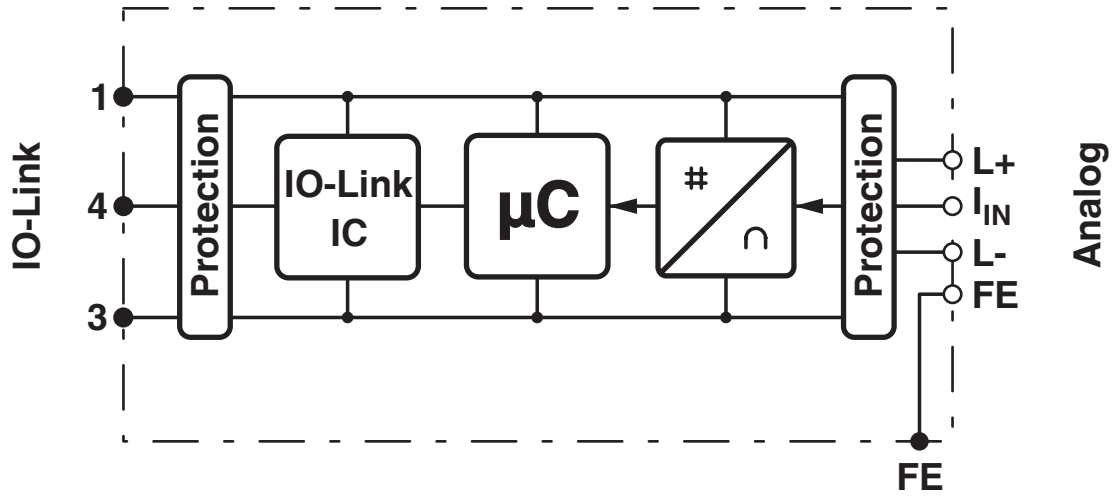 IO-Link
1
4
3
Protection
IO-Link
IC
µC
#
∩
Protection
L+
IIN
L-
FE
Analog
FE